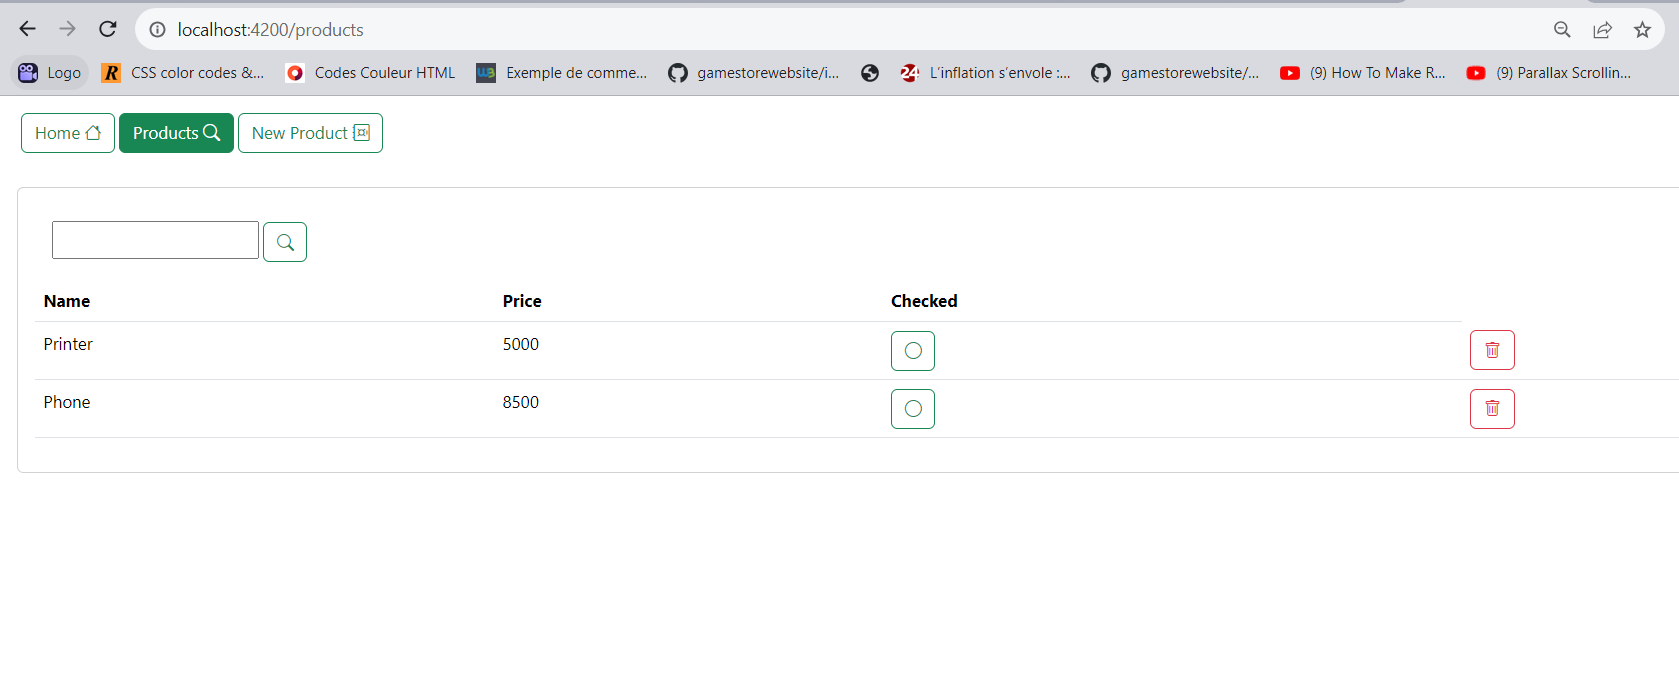 localhost:4200/products
Logo CSS color codes &... Codes Couleur HTML Exemple de comme... gamestorewebsite/i... 24 L'inflation s'envole :... gamestorewebsite/... (9) How To Make R... (9) Parallax Scrollin...
Home Products New Product
Name Price Checked
Printer 5000
Phone 8500